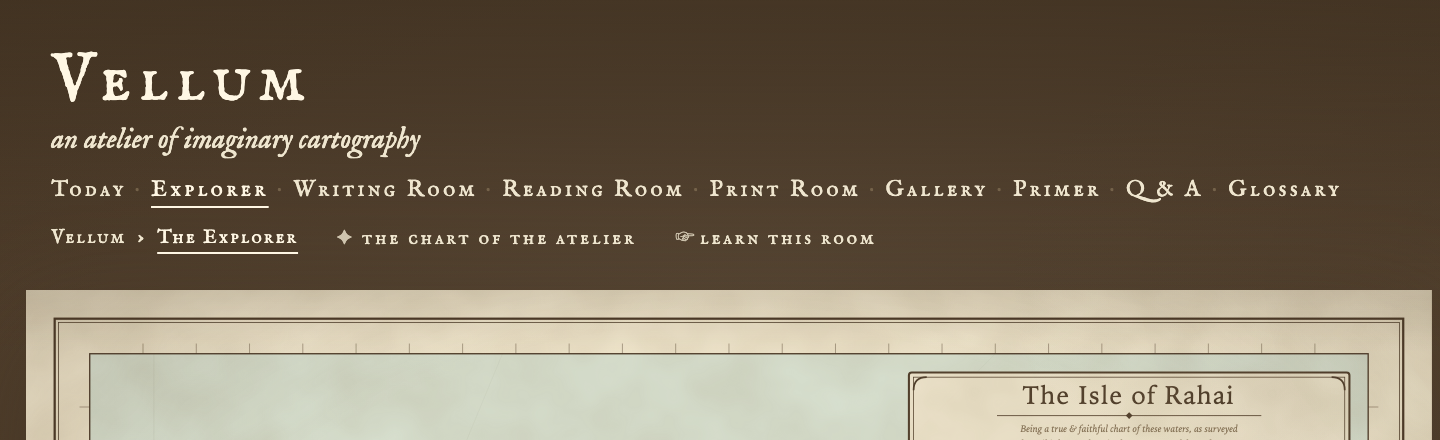 Vellum
an atelier of imaginary cartography
Today · Explorer · Writing Room · Reading Room · Print Room · Gallery · Primer · Q & A · Glossary
Vellum › The Explorer ✦ the chart of the atelier ☞ learn this room
The Isle of Rahai
Being a true & faithful chart of these waters, as surveyed